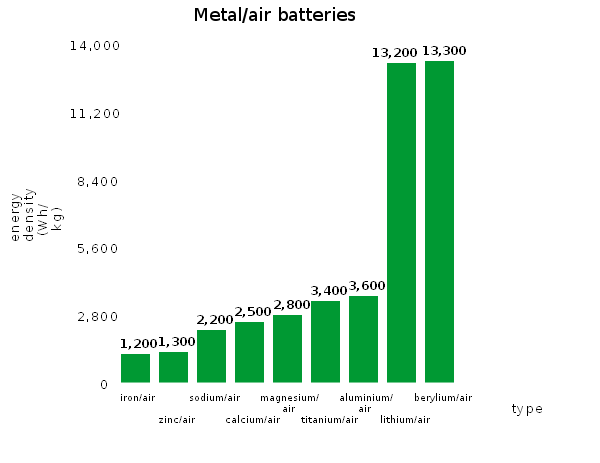 Metal/air batteries
14,000
11,200
8,400
5,600
2,800
0
energy
density
(Wh/
kg)
1,200
1,300
2,200
2,500
2,800
3,400
3,600
13,200
13,300
iron/air
zinc/air
sodium/air
calcium/air
magnesium/
air
titanium/air
aluminium/
air
lithium/air
berylium/air
type